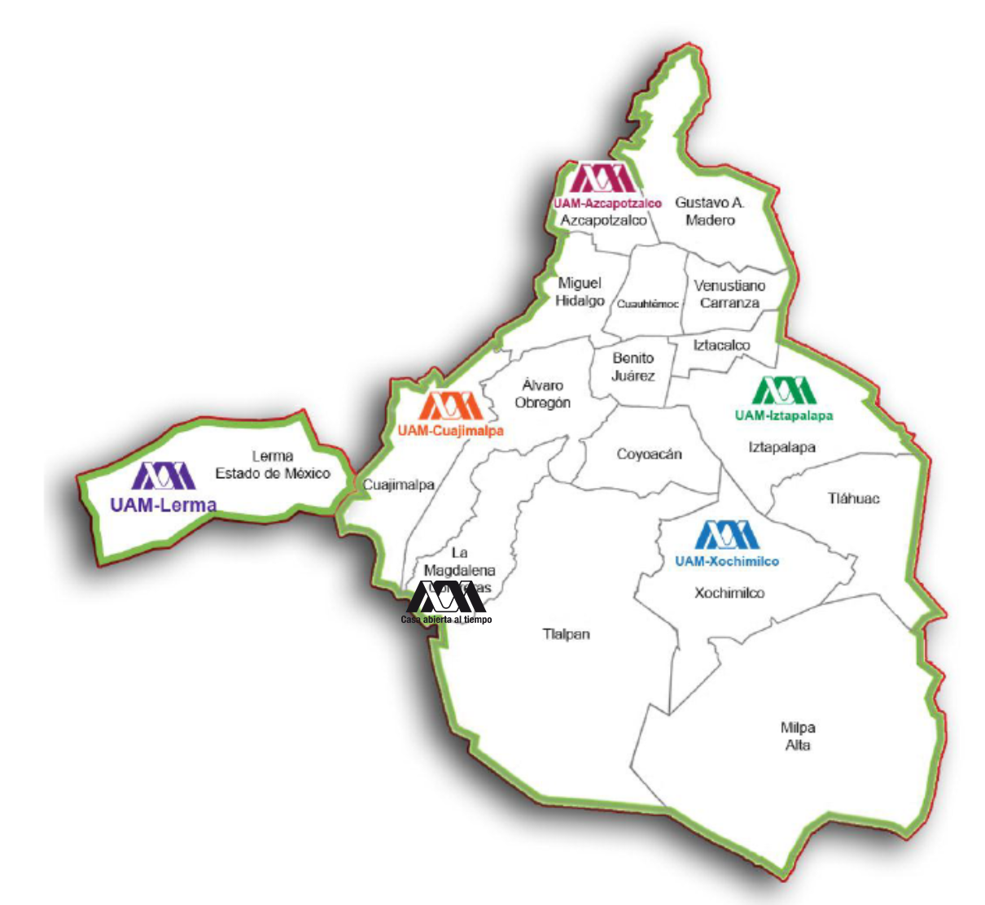 UAM-Azcapotzalco
Azcapotzalco
Gustavo A.
Madero
Miguel
Hidalgo
Cuauhtémoc
Venustiano
Carranza
Iztacalco
Benito
Juárez
Álvaro
Obregón
UAM-Cuajimalpa
UAM-Iztapalapa
Iztapalapa
Coyoacán
Lerma
Estado de México
UAM-Lerma
Cuajimalpa
Tláhuac
La
Magdalena
UAM-Xochimilco
Xochimilco
Casa abierta al tiempo
Tlalpan
Milpa
Alta